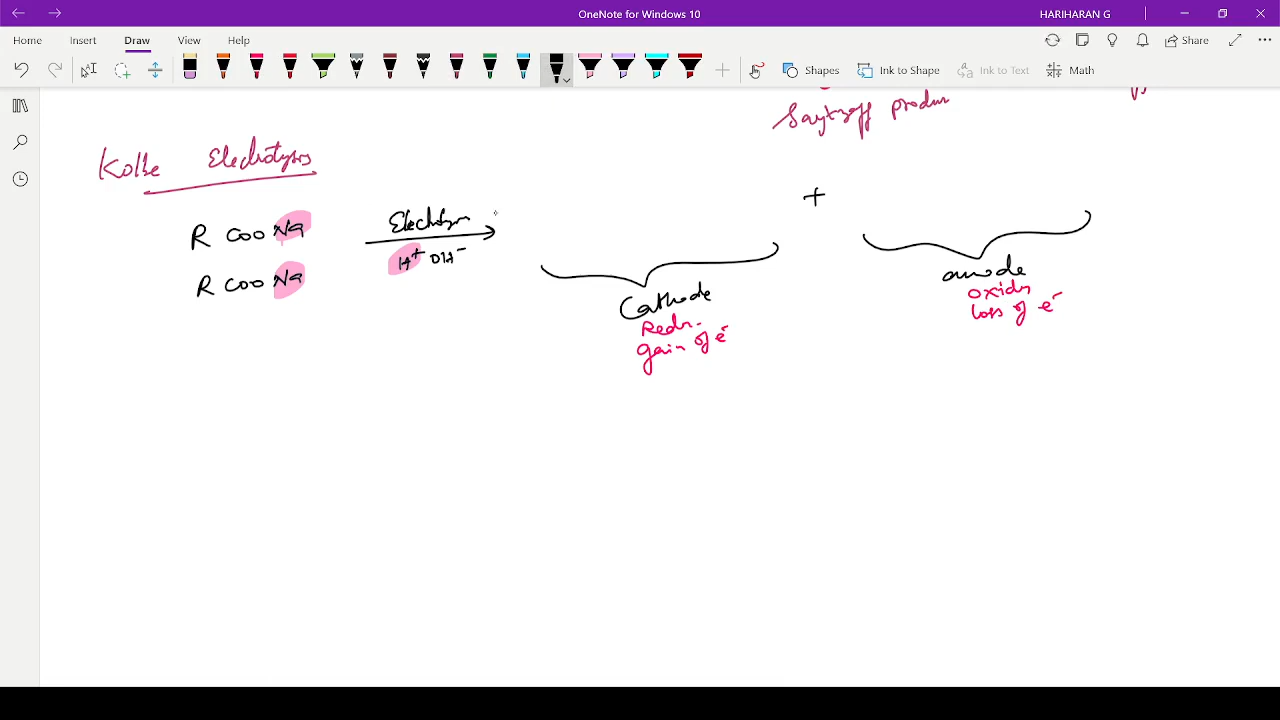 OneNote for Windows 10
HARIHARAN G
Home Insert Draw View Help
Share
Shapes Ink to Shape Ink to Text Math
Saytzeff produ
Kolbe Electrolysis
R COO Na
R COO Na
Electrolysis
H+ OH-
+
Cathode
Redn.
gain of e-
anode
oxidn
loss of e-